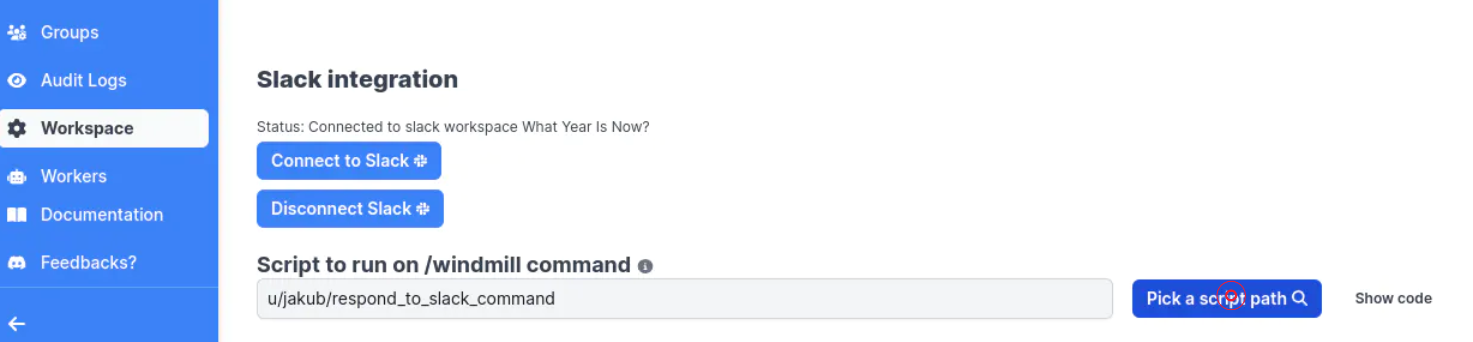 Groups
Audit Logs
Workspace
Workers
Documentation
Feedbacks?
Slack integration
Status: Connected to slack workspace What Year Is Now?
Connect to Slack
Disconnect Slack
Script to run on /windmill command
u/jakub/respond_to_slack_command
Pick a script path
Show code